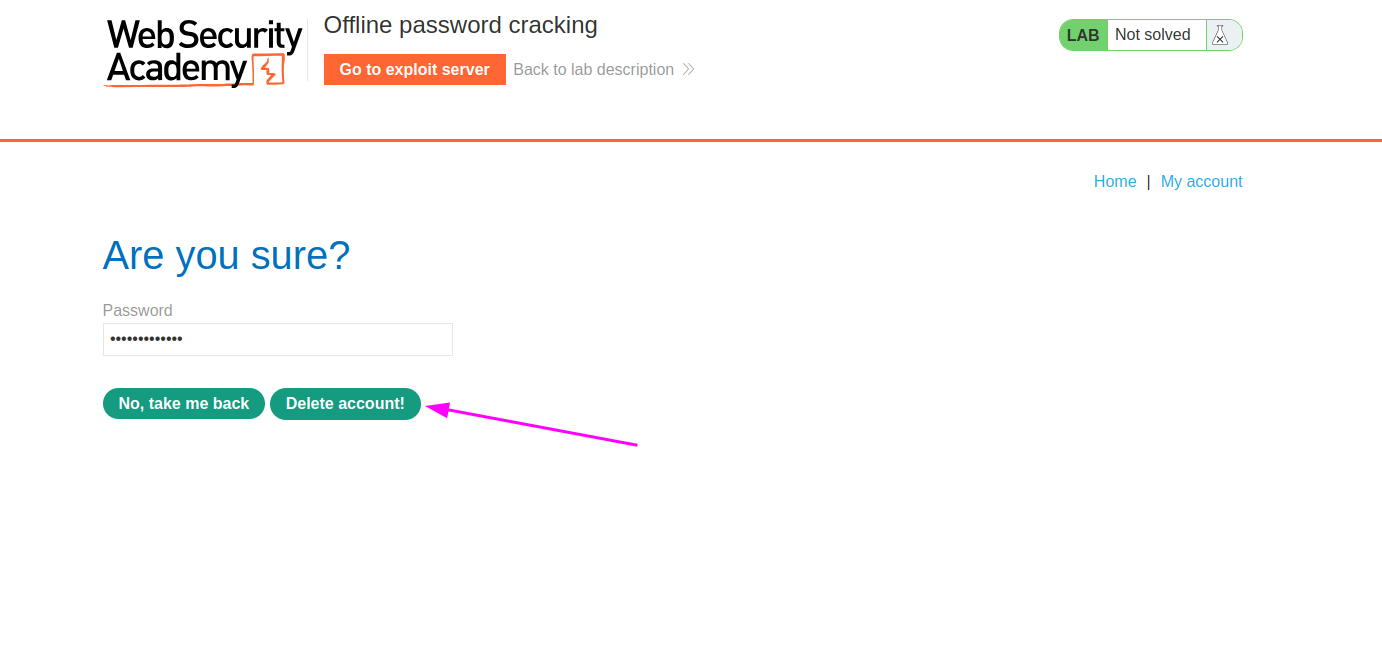 Web Security
Academy
Offline password cracking
Go to exploit server
Back to lab description
LAB
Not solved
Home | My account
Are you sure?
Password
•••••••••••••
No, take me back
Delete account!